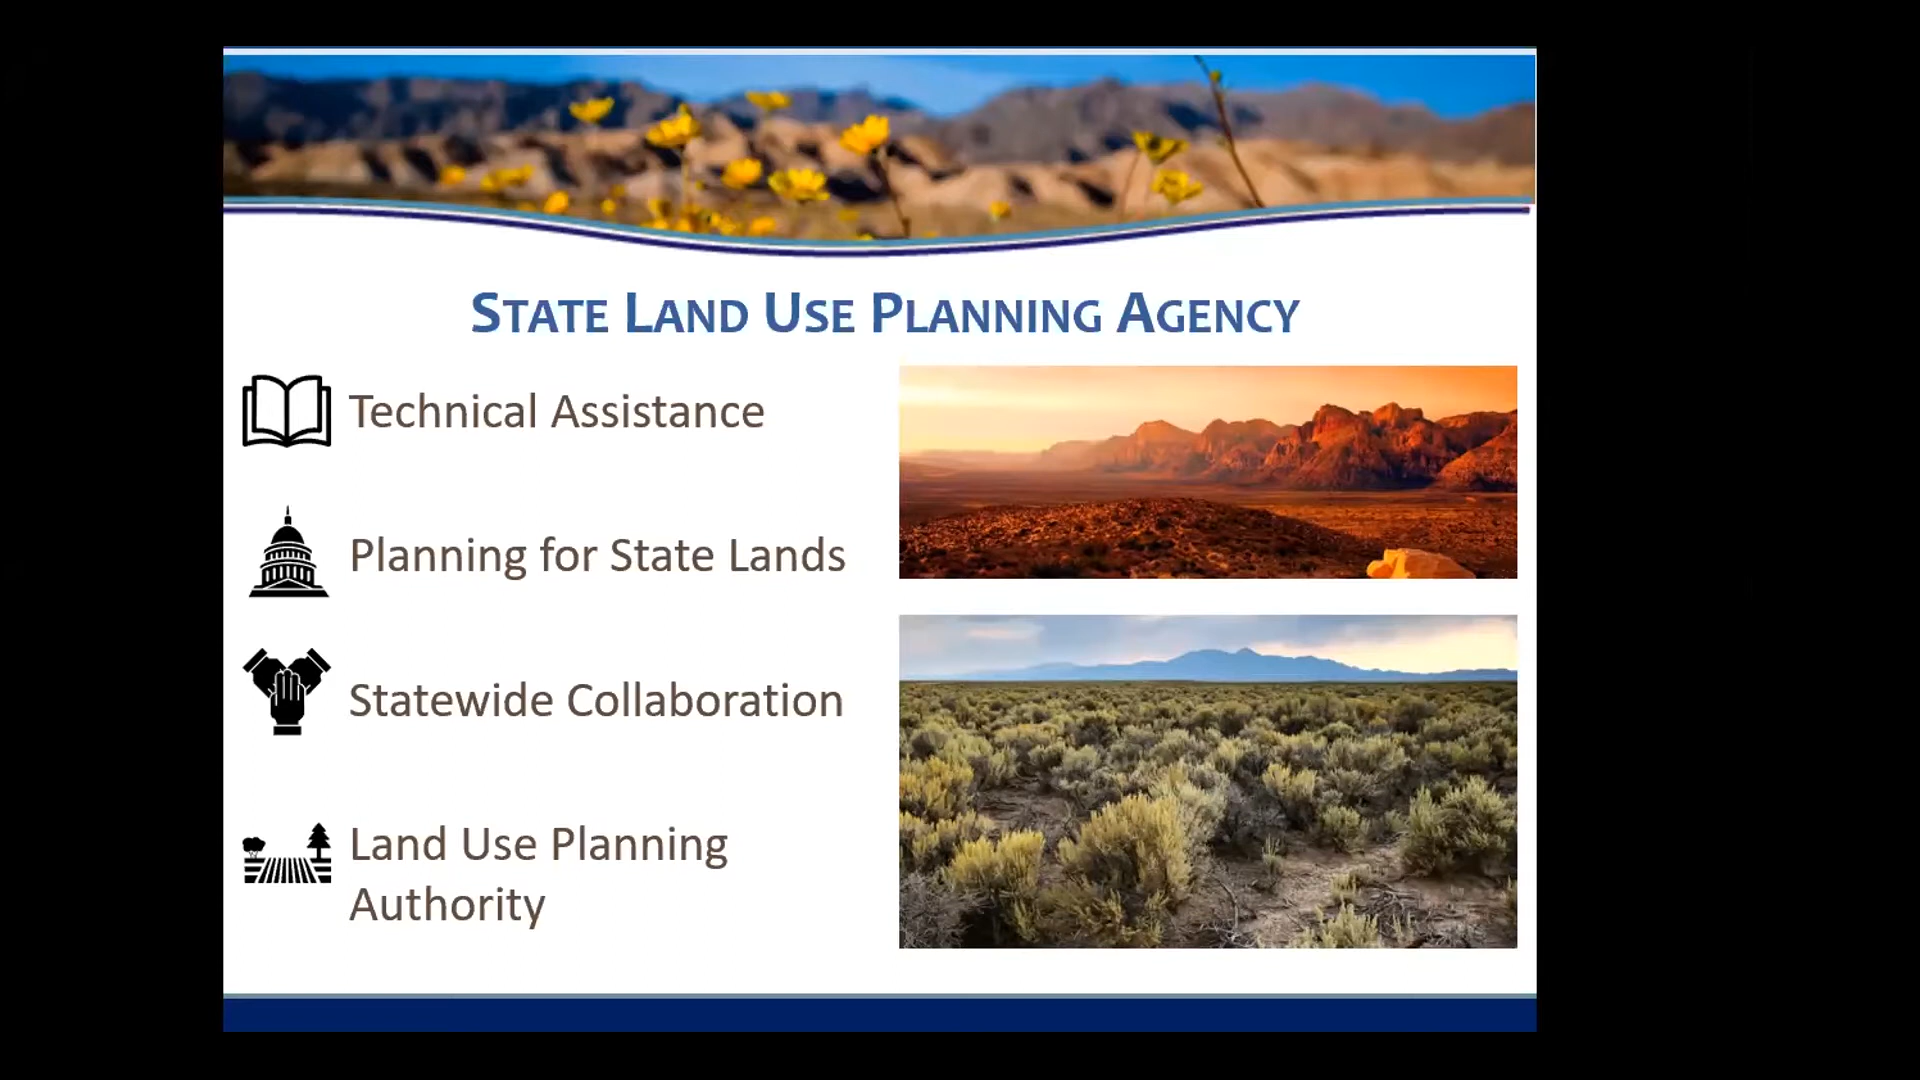 STATE LAND USE PLANNING AGENCY
Technical Assistance
Planning for State Lands
Statewide Collaboration
Land Use Planning
Authority